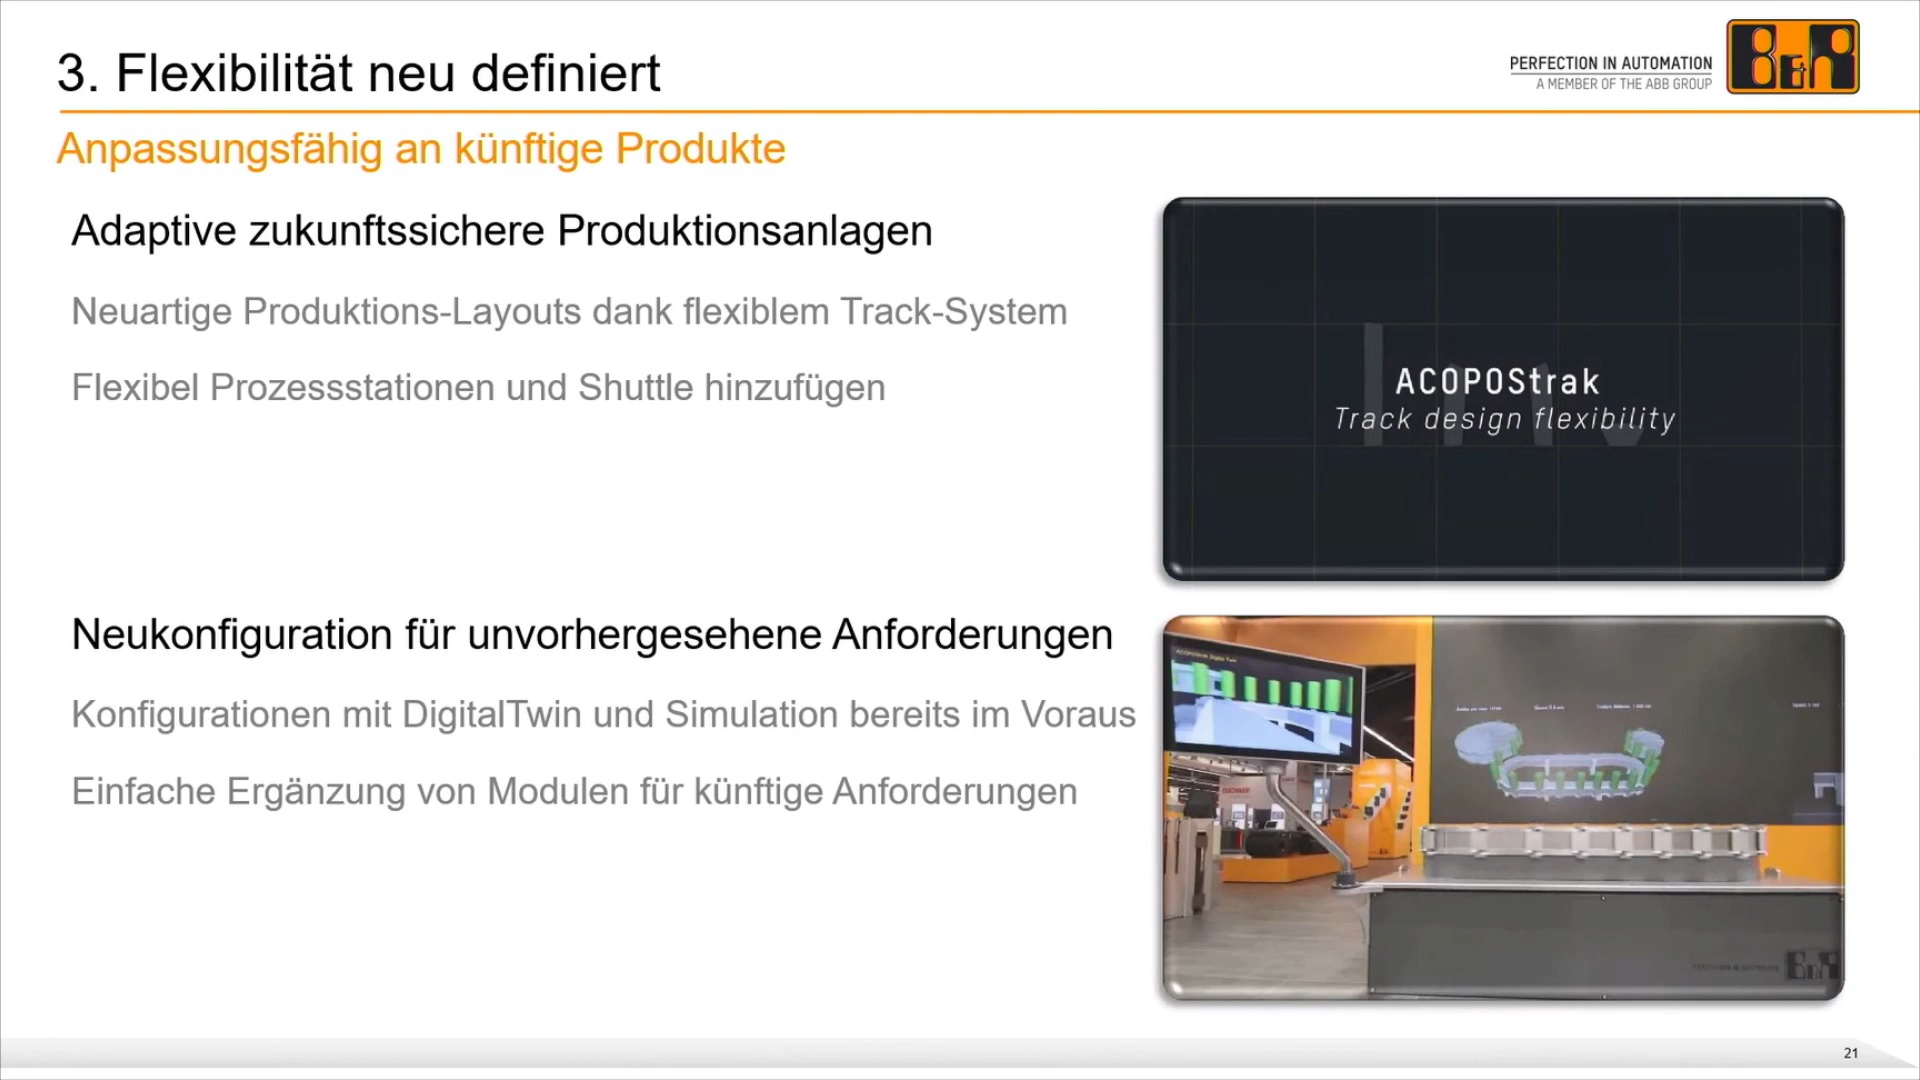 3. Flexibilität neu definiert
PERFECTION IN AUTOMATION
A MEMBER OF THE ABB GROUP
B&R
Anpassungsfähig an künftige Produkte
Adaptive zukunftssichere Produktionsanlagen
Neuartige Produktions-Layouts dank flexiblem Track-System
Flexibel Prozessstationen und Shuttle hinzufügen
ACOPOStrak
Track design flexibility
Neukonfiguration für unvorhergesehene Anforderungen
Konfigurationen mit DigitalTwin und Simulation bereits im Voraus
Einfache Ergänzung von Modulen für künftige Anforderungen
B&R
21